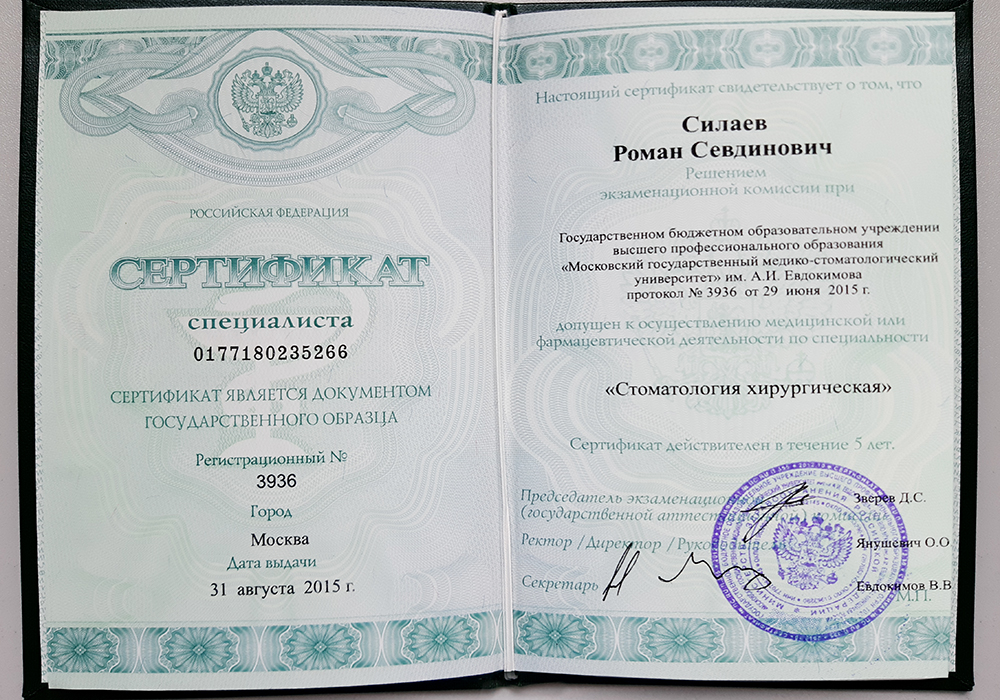 РОССИЙСКАЯ ФЕДЕРАЦИЯ
СЕРТИФИКАТ
специалиста
0177180235266
СЕРТИФИКАТ ЯВЛЯЕТСЯ ДОКУМЕНТОМ
ГОСУДАРСТВЕННОГО ОБРАЗЦА
Регистрационный №
3936
Город
Москва
Дата выдачи
31 августа 2015 г.
Настоящий сертификат свидетельствует о том, что
Силаев
Роман Севдинович
Решением
экзаменационной комиссии при
Государственном бюджетном образовательном учреждении
высшего профессионального образования
«Московский государственный медико-стоматологический
университет» им. А.И. Евдокимова
протокол № 3936 от 29 июня 2015 г.
допущен к осуществлению медицинской или
фармацевтической деятельности по специальности
«Стоматология хирургическая»
Сертификат действителен в течение 5 лет.
Председатель экзаменационной Зверев Д.С.
(государственной аттестационной) комиссии
Ректор /Директор / Руководитель Янушевич О.О
Секретарь Евдокимов В.В
М.П.